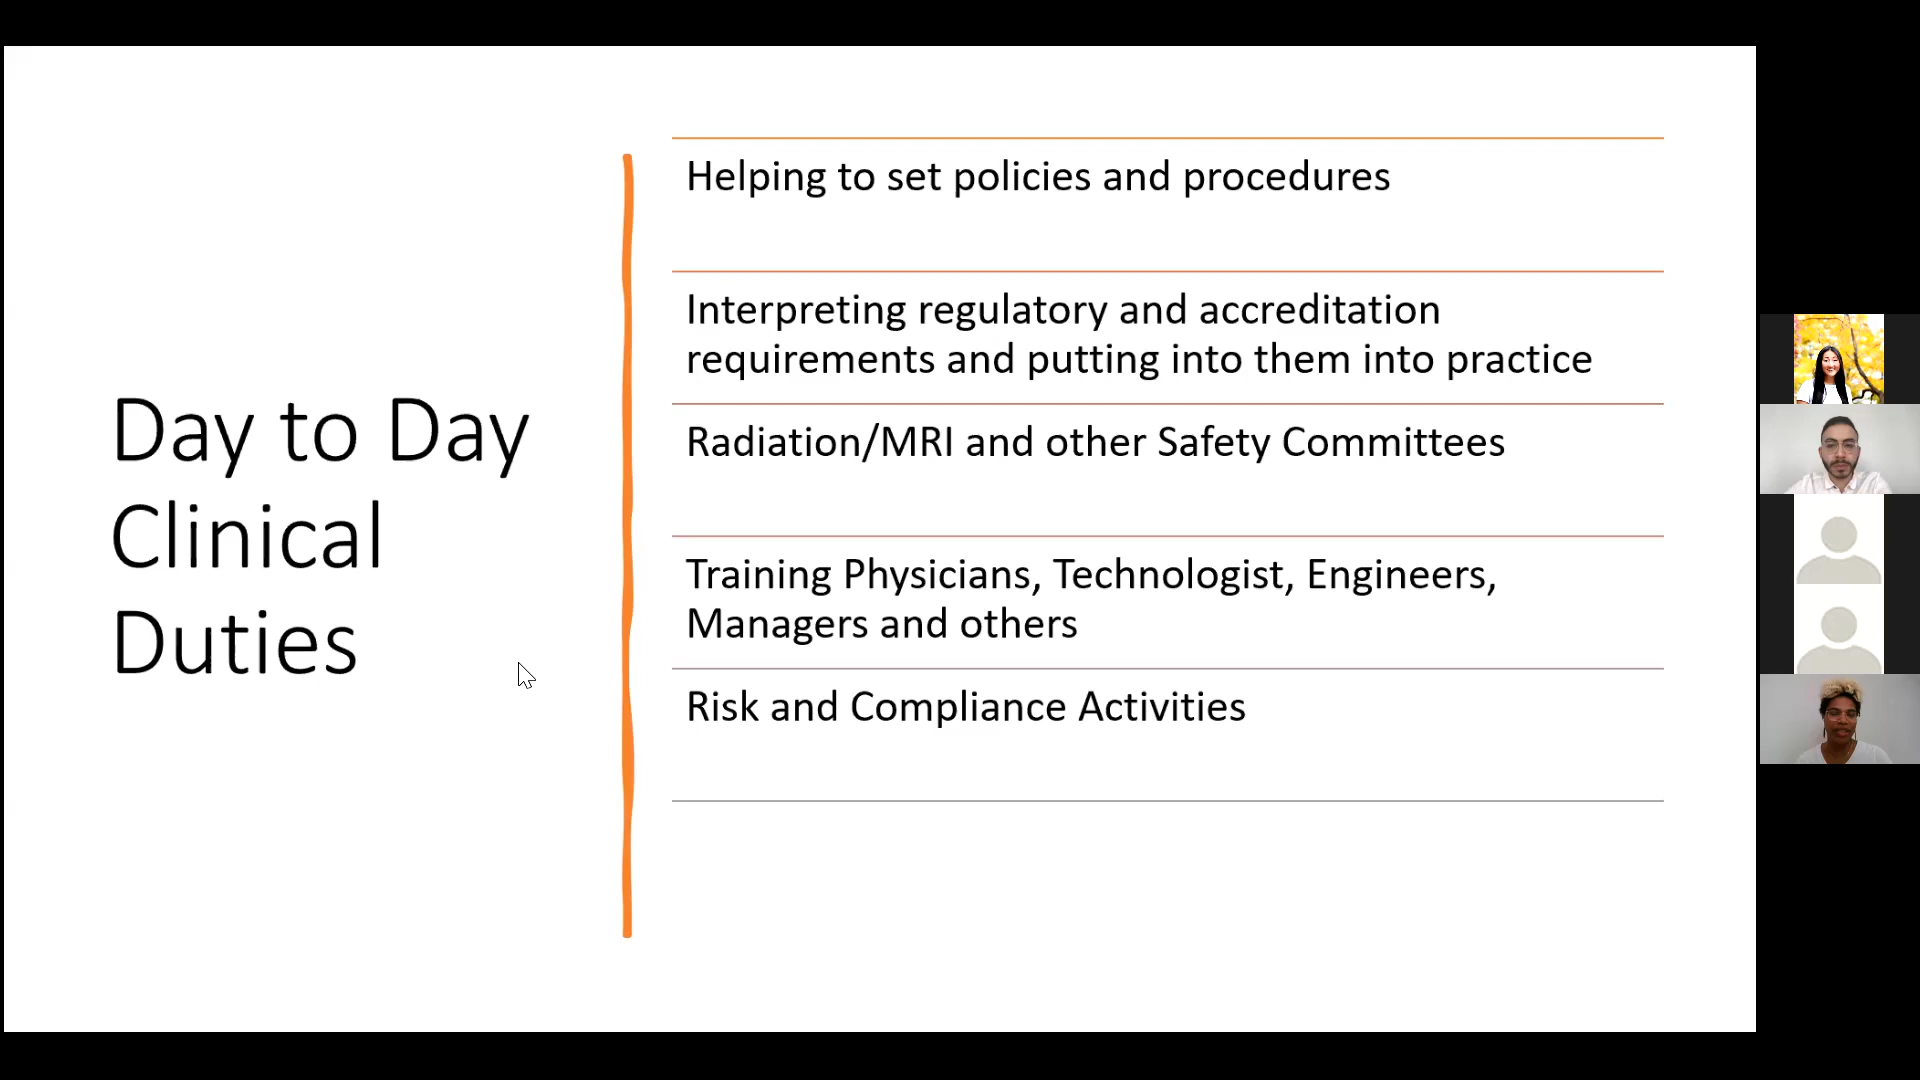 Day to Day
Clinical
Duties
Helping to set policies and procedures
Interpreting regulatory and accreditation
requirements and putting into them into practice
Radiation/MRI and other Safety Committees
Training Physicians, Technologist, Engineers,
Managers and others
Risk and Compliance Activities